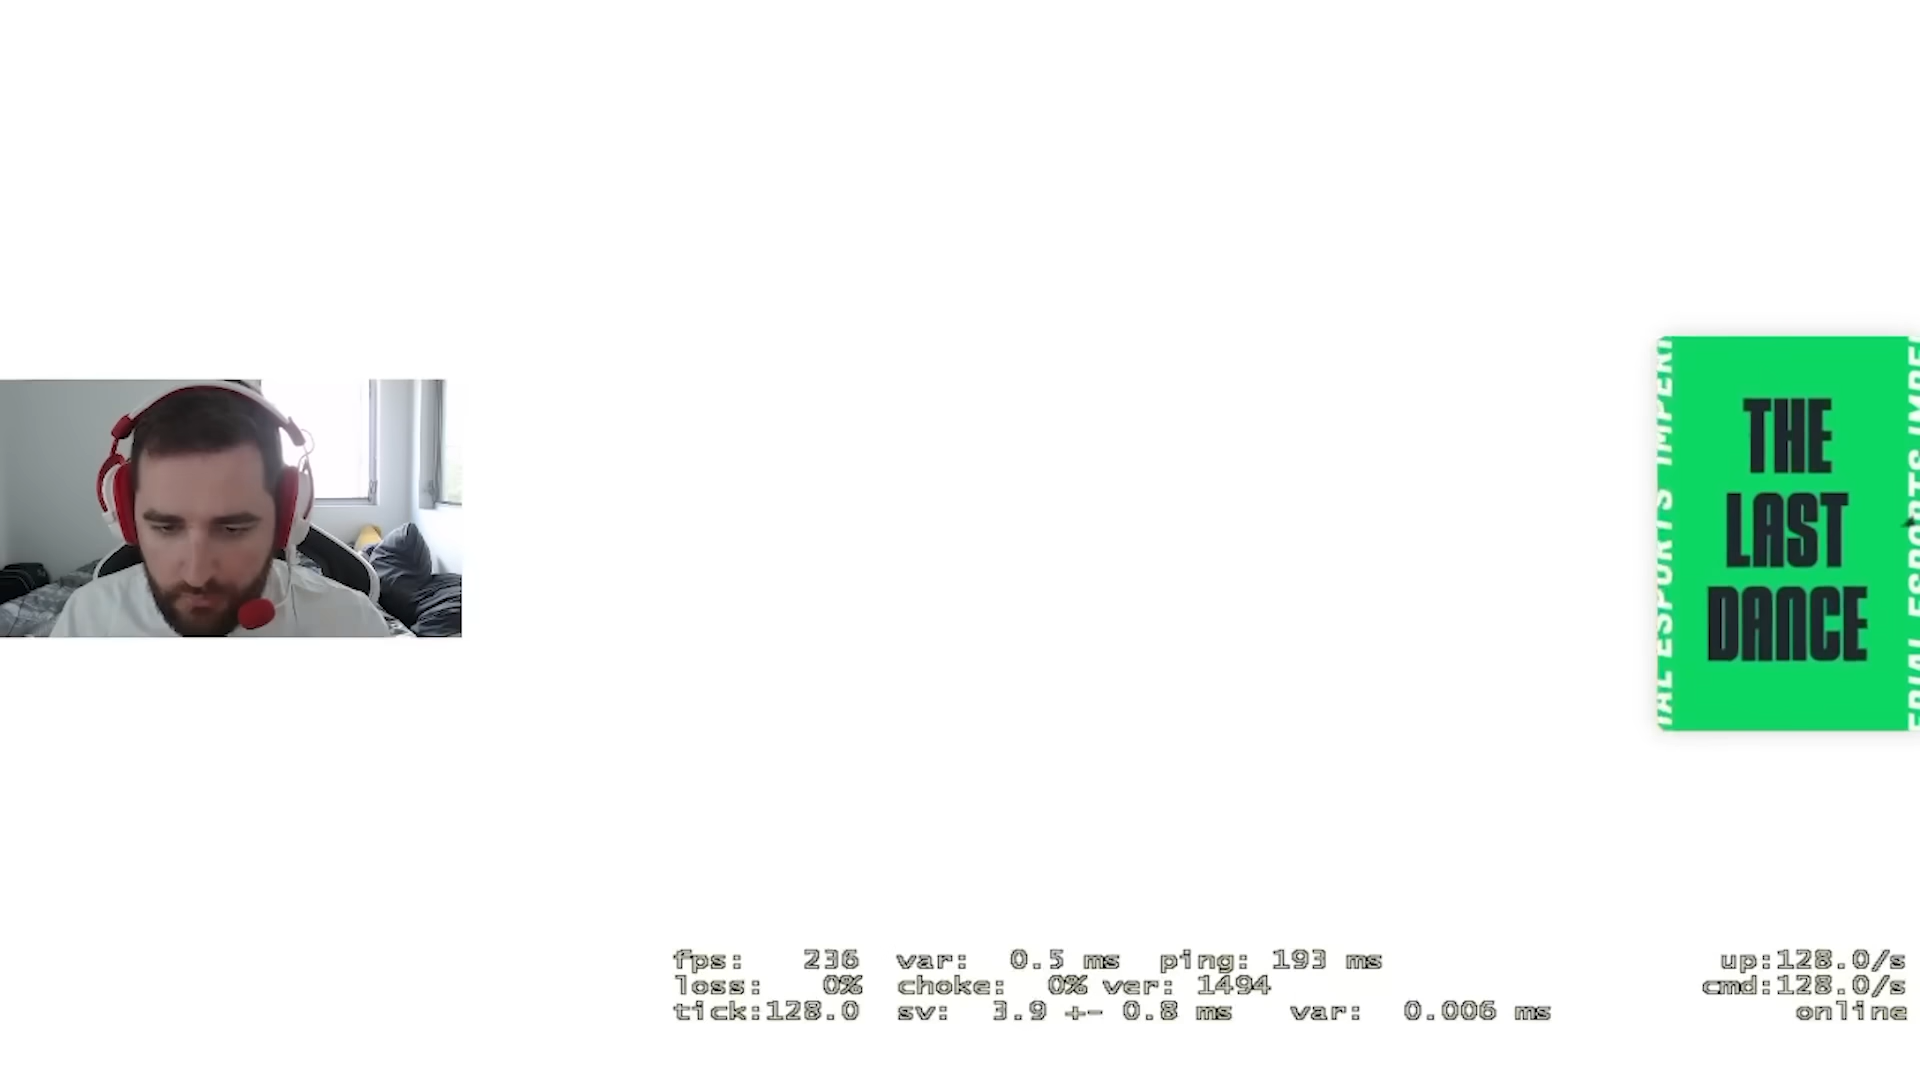 THE
LAST
DANCE
fps: 236 var: 0.5 ms ping: 193 ms
loss: 0% choke: 0% ver: 1494
tick:128.0 sv: 3.9 +- 0.8 ms var: 0.006 ms
up:128.0/s
cmd:128.0/s
online